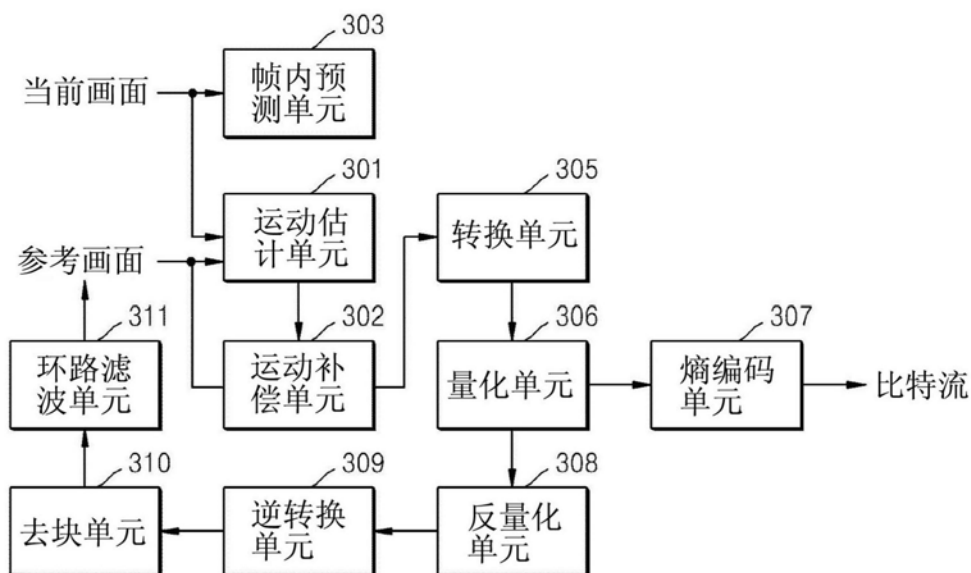 303
当前画面
帧内预
测单元
301
运动估
计单元
305
转换单元
参考画面
311
环路滤
波单元
302
运动补
偿单元
306
量化单元
307
熵编码
单元
比特流
310
去块单元
309
逆转换
单元
308
反量化
单元